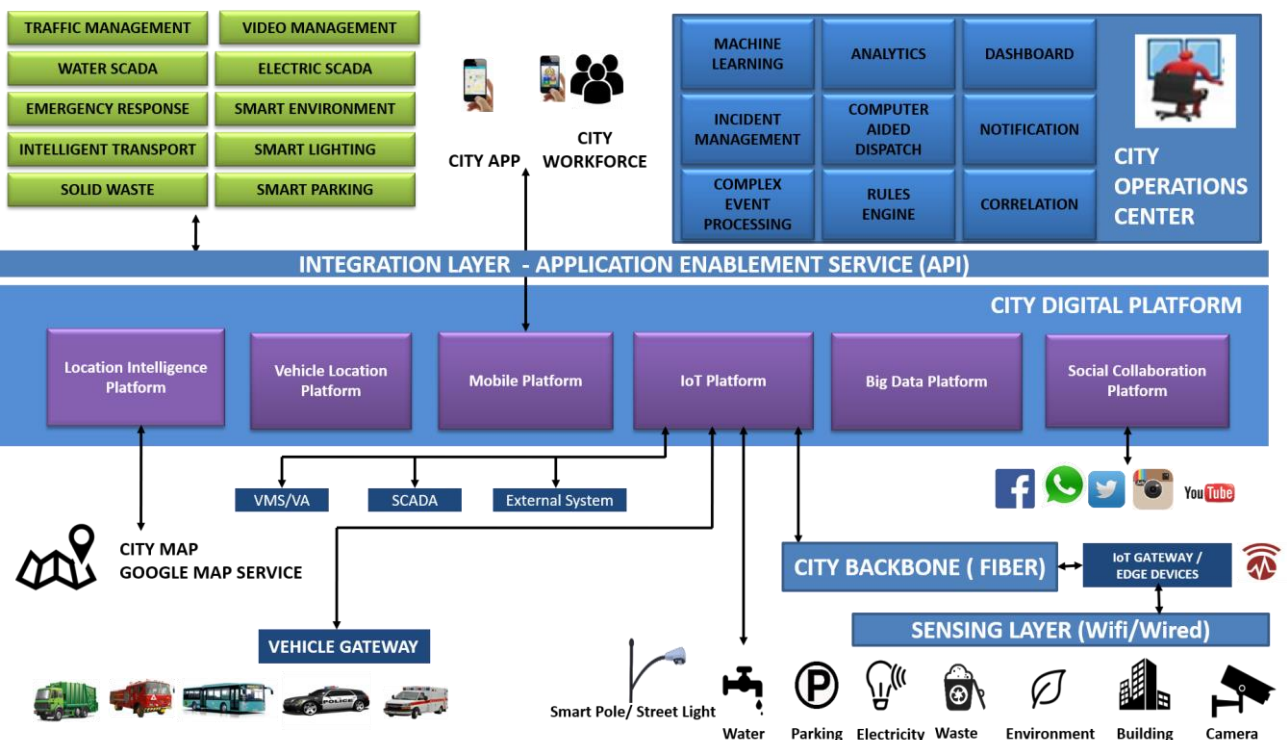 TRAFFIC MANAGEMENT
VIDEO MANAGEMENT
WATER SCADA
ELECTRIC SCADA
EMERGENCY RESPONSE
SMART ENVIRONMENT
INTELLIGENT TRANSPORT
SMART LIGHTING
SOLID WASTE
SMART PARKING
CITY APP
CITY
WORKFORCE
MACHINE
LEARNING
ANALYTICS
DASHBOARD
INCIDENT
MANAGEMENT
COMPUTER
AIDED
DISPATCH
NOTIFICATION
COMPLEX
EVENT
PROCESSING
RULES
ENGINE
CORRELATION
CITY
OPERATIONS
CENTER
INTEGRATION LAYER - APPLICATION ENABLEMENT SERVICE (API)
CITY DIGITAL PLATFORM
Location Intelligence
Platform
Vehicle Location
Platform
Mobile Platform
IoT Platform
Big Data Platform
Social Collaboration
Platform
VMS/VA
SCADA
External System
You Tube
CITY MAP
GOOGLE MAP SERVICE
CITY BACKBONE ( FIBER)
IoT GATEWAY /
EDGE DEVICES
SENSING LAYER (Wifi/Wired)
VEHICLE GATEWAY
POLICE
Smart Pole/ Street Light
P
Water
Parking
Electricity
Waste
Environment
Building
Camera